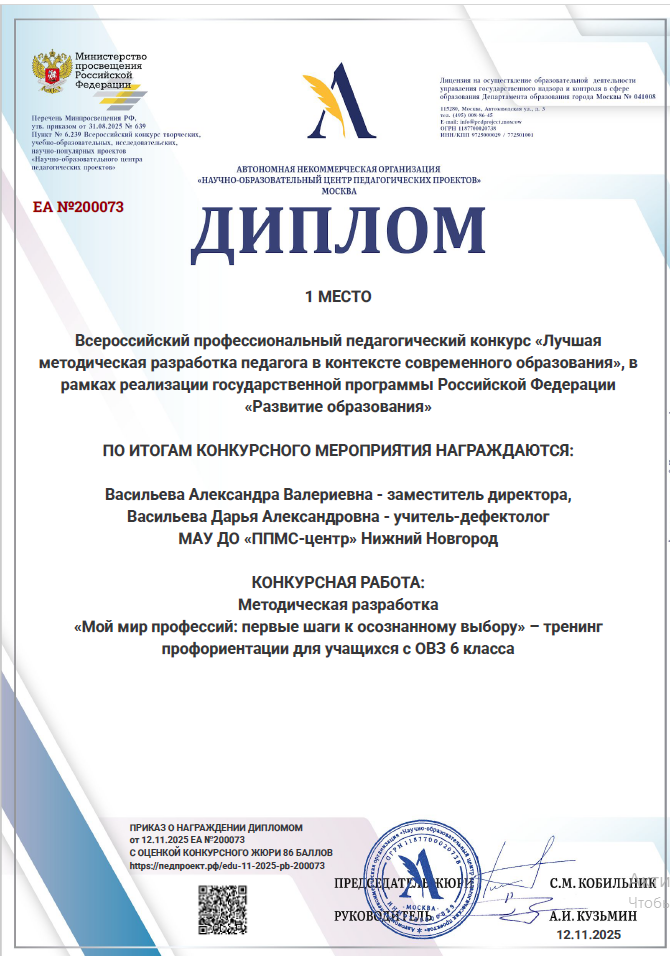 Министерство
просвещения
Российской
Федерации
Перечень Минпросвещения РФ,
утв. приказом от 31.08.2025 № 639
Пункт № 6.239 Всероссийский конкурс творческих,
учебно-образовательных, исследовательских,
научно-популярных проектов
«Научно-образовательного центра
педагогических проектов»
Лицензия на осуществление образовательной деятельности
управления государственного надзора и контроля в сфере
образования Департамента образования города Москвы № 041008
115280, Москва, Автозаводская ул., д. 5
тел. (495) 008 86 45
E mail: info@pedproject.moscow
ОГРН 1187700020738
ИНН/КПП 9725000029 / 772501001
АВТОНОМНАЯ НЕКОММЕРЧЕСКАЯ ОРГАНИЗАЦИЯ
«НАУЧНО-ОБРАЗОВАТЕЛЬНЫЙ ЦЕНТР ПЕДАГОГИЧЕСКИХ ПРОЕКТОВ»
МОСКВА
ЕА №200073
ДИПЛОМ
1 МЕСТО
Всероссийский профессиональный педагогический конкурс «Лучшая
методическая разработка педагога в контексте современного образования», в
рамках реализации государственной программы Российской Федерации
«Развитие образования»
ПО ИТОГАМ КОНКУРСНОГО МЕРОПРИЯТИЯ НАГРАЖДАЮТСЯ:
Васильева Александра Валериевна - заместитель директора,
Васильева Дарья Александровна - учитель-дефектолог
МАУ ДО «ППМС-центр» Нижний Новгород
КОНКУРСНАЯ РАБОТА:
Методическая разработка
«Мой мир профессий: первые шаги к осознанному выбору» – тренинг
профориентации для учащихся с ОВЗ 6 класса
ПРИКАЗ О НАГРАЖДЕНИИ ДИПЛОМОМ
от 12.11.2025 ЕА №200073
С ОЦЕНКОЙ КОНКУРСНОГО ЖЮРИ 86 БАЛЛОВ
https://педпроект.рф/edu-11-2025-pb-200073
ПРЕДСЕДАТЕЛЬ ЖЮРИ С.М. КОБИЛЬНИК
РУКОВОДИТЕЛЬ А.И. КУЗЬМИН
12.11.2025
ОГРН 1187700020738
МОСКВА
Чтобы